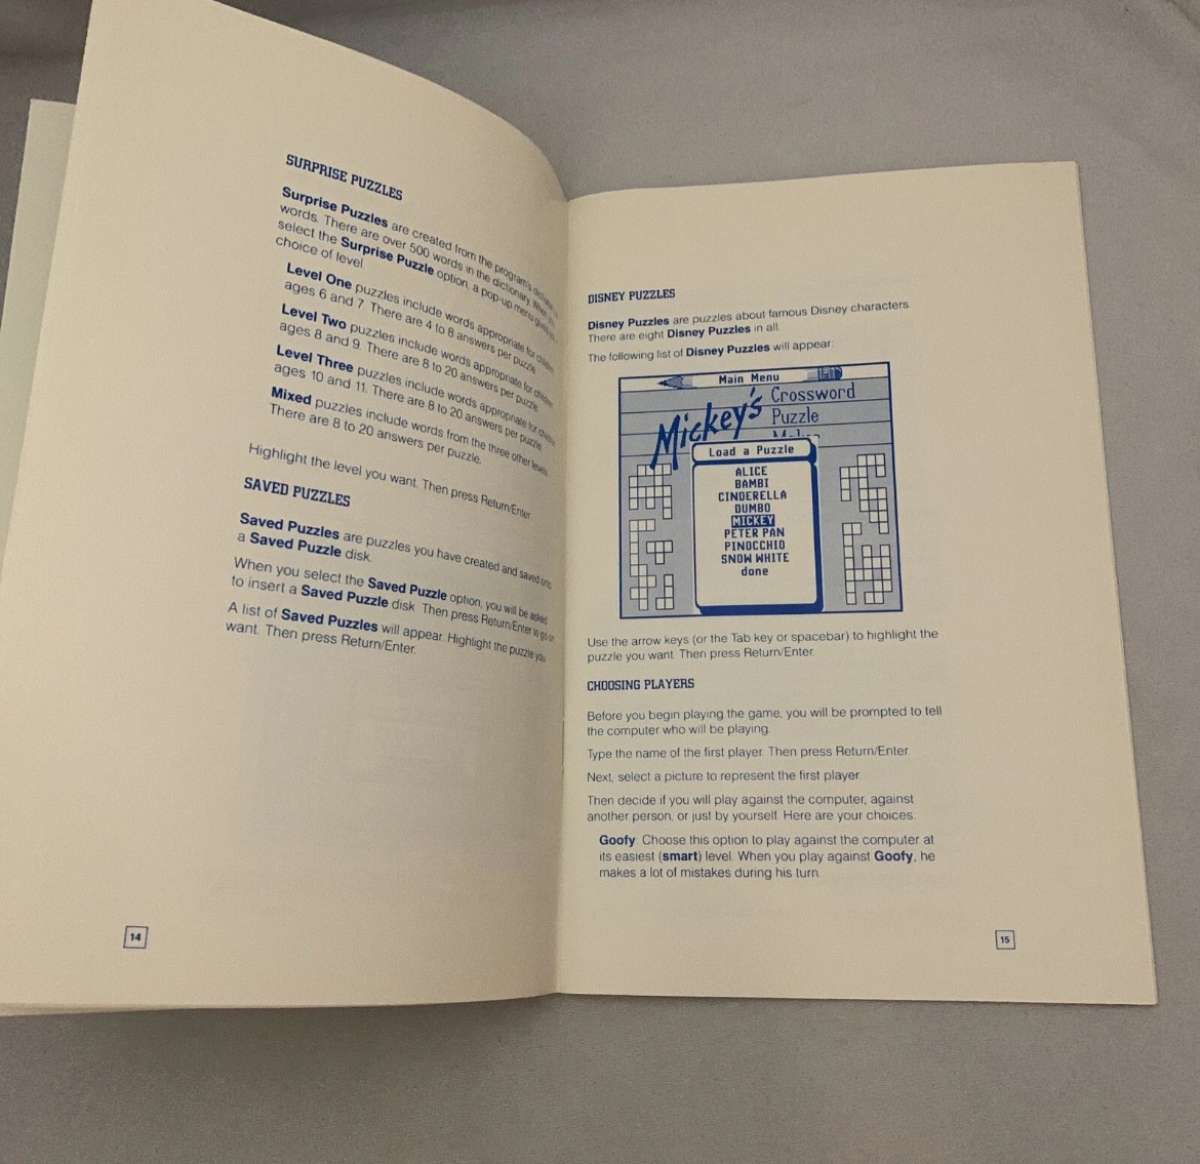 SURPRISE PUZZLES
Surprise Puzzles are created from the program's dictionary
words. There are over 500 words in the dictionary. When you
select the Surprise Puzzle option, a pop-up menu
choice of level.
Level One puzzles include words appropriate for children
ages 6 and 7. There are 4 to 8 answers per puzzle.
Level Two puzzles include words appropriate for children
ages 8 and 9. There are 8 to 20 answers per puzzle.
Level Three puzzles include words appropriate for children
ages 10 and 11. There are 8 to 20 answers per puzzle.
Mixed puzzles include words from the three other levels.
There are 8 to 20 answers per puzzle.
Highlight the level you want. Then press Return/Enter.
SAVED PUZZLES
Saved Puzzles are puzzles you have created and saved onto
a Saved Puzzle disk.
When you select the Saved Puzzle option, you will be asked
to insert a Saved Puzzle disk. Then press Return/Enter to go on.
A list of Saved Puzzles will appear. Highlight the puzzle you
want. Then press Return/Enter.
14
DISNEY PUZZLES
Disney Puzzles are puzzles about famous Disney characters.
There are eight Disney Puzzles in all.
The following list of Disney Puzzles will appear:
Main Menu
Mickey's Crossword
Puzzle
Load a Puzzle
ALICE
BAMBI
CINDERELLA
DUMBO
MICKEY
PETER PAN
PINOCCHIO
SNOW WHITE
done
Use the arrow keys (or the Tab key or spacebar) to highlight the
puzzle you want. Then press Return/Enter.
CHOOSING PLAYERS
Before you begin playing the game, you will be prompted to tell
the computer who will be playing.
Type the name of the first player. Then press Return/Enter.
Next, select a picture to represent the first player.
Then decide if you will play against the computer, against
another person, or just by yourself. Here are your choices:
Goofy: Choose this option to play against the computer at
its easiest (smart) level. When you play against Goofy, he
makes a lot of mistakes during his turn.
15